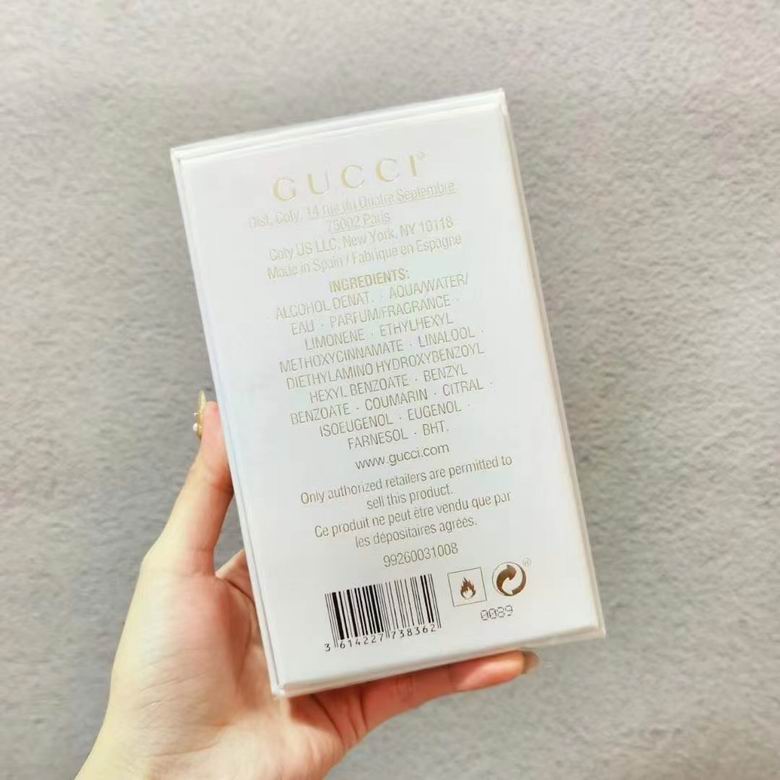 GUCCI®
Dist. Coty, 14 rue du Quatre Septembre
75002 Paris
Coty US LLC, New York, NY 10118
Made in Spain / Fabriqué en Espagne
INGREDIENTS:
ALCOHOL DENAT. · AQUA/WATER/
EAU · PARFUM/FRAGRANCE ·
LIMONENE · ETHYLHEXYL
METHOXYCINNAMATE · LINALOOL ·
DIETHYLAMINO HYDROXYBENZOYL
HEXYL BENZOATE · BENZYL
BENZOATE · COUMARIN · CITRAL ·
ISOEUGENOL · EUGENOL ·
FARNESOL · BHT.
www.gucci.com
Only authorized retailers are permitted to
sell this product.
Ce produit ne peut être vendu que par
les dépositaires agréés.
99260031008
3 614227 738362
0089